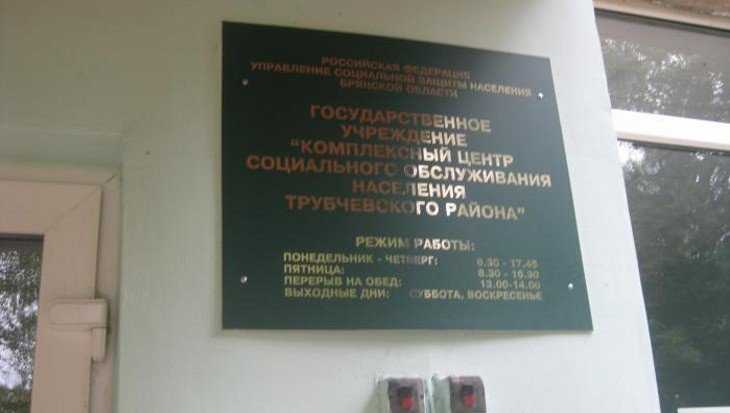 РОССИЙСКАЯ ФЕДЕРАЦИЯ
УПРАВЛЕНИЕ СОЦИАЛЬНОЙ ЗАЩИТЫ НАСЕЛЕНИЯ
БРЯНСКОЙ ОБЛАСТИ
ГОСУДАРСТВЕННОЕ
УЧРЕЖДЕНИЕ
"КОМПЛЕКСНЫЙ ЦЕНТР
СОЦИАЛЬНОГО ОБСЛУЖИВАНИЯ
НАСЕЛЕНИЯ
ТРУБЧЕВСКОГО РАЙОНА"
РЕЖИМ РАБОТЫ:
ПОНЕДЕЛЬНИК - ЧЕТВЕРГ: 8.30 - 17.45
ПЯТНИЦА: 8.30 - 16.30
ПЕРЕРЫВ НА ОБЕД: 13.00-14.00
ВЫХОДНЫЕ ДНИ: СУББОТА, ВОСКРЕСЕНЬЕ